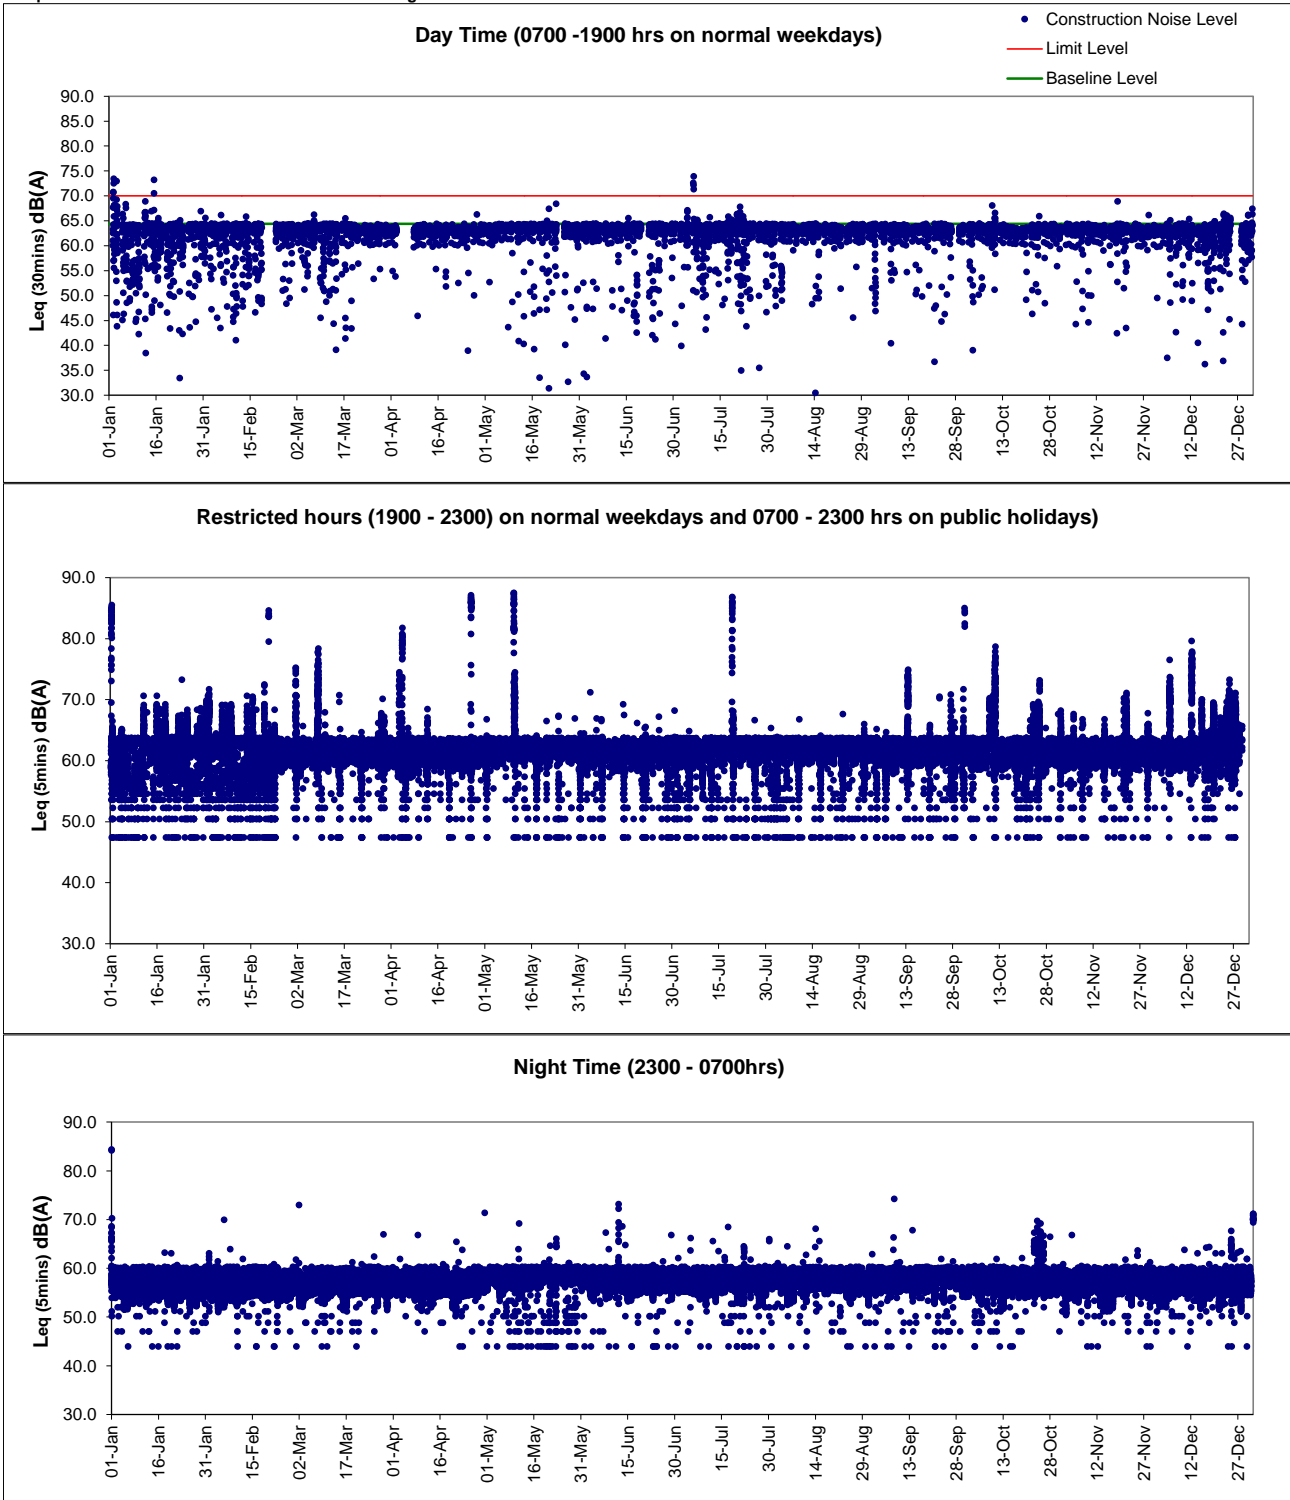 Day Time (0700 -1900 hrs on normal weekdays)
Construction Noise Level
Limit Level
Baseline Level
Leq (30mins) dB(A)
90.0
85.0
80.0
75.0
70.0
65.0
60.0
55.0
50.0
45.0
40.0
35.0
30.0
01-Jan 16-Jan 31-Jan 15-Feb 02-Mar 17-Mar 01-Apr 16-Apr 01-May 16-May 31-May 15-Jun 30-Jun 15-Jul 30-Jul 14-Aug 29-Aug 13-Sep 28-Sep 13-Oct 28-Oct 12-Nov 27-Nov 12-Dec 27-Dec
Restricted hours (1900 - 2300) on normal weekdays and 0700 - 2300 hrs on public holidays)
Leq (5mins) dB(A)
90.0
80.0
70.0
60.0
50.0
40.0
30.0
01-Jan 16-Jan 31-Jan 15-Feb 02-Mar 17-Mar 01-Apr 16-Apr 01-May 16-May 31-May 15-Jun 30-Jun 15-Jul 30-Jul 14-Aug 29-Aug 13-Sep 28-Sep 13-Oct 28-Oct 12-Nov 27-Nov 12-Dec 27-Dec
Night Time (2300 - 0700hrs)
Leq (5mins) dB(A)
90.0
80.0
70.0
60.0
50.0
40.0
30.0
01-Jan 16-Jan 31-Jan 15-Feb 02-Mar 17-Mar 01-Apr 16-Apr 01-May 16-May 31-May 15-Jun 30-Jun 15-Jul 30-Jul 14-Aug 29-Aug 13-Sep 28-Sep 13-Oct 28-Oct 12-Nov 27-Nov 12-Dec 27-Dec